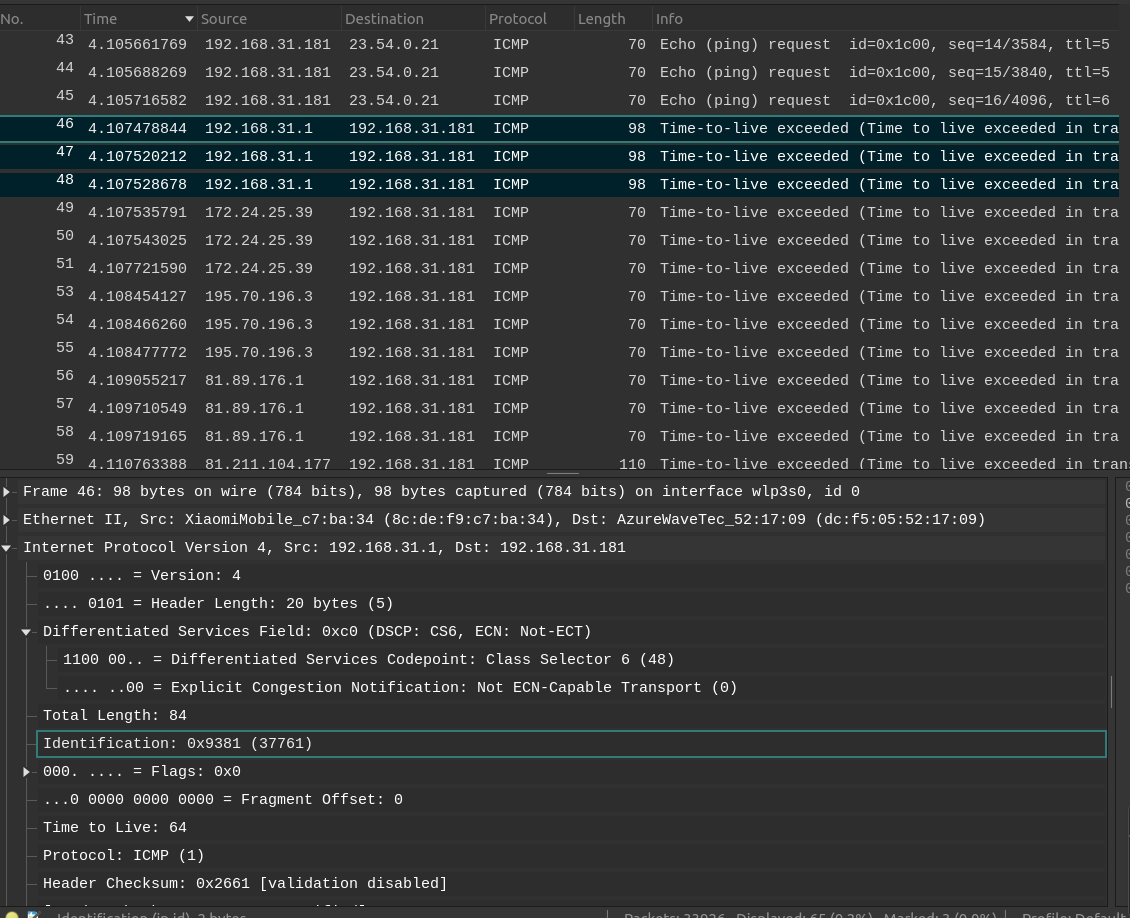 No. Time Source Destination Protocol Length Info
43 4.105661769 192.168.31.181 23.54.0.21 ICMP 70 Echo (ping) request id=0x1c00, seq=14/3584, ttl=5
44 4.105688269 192.168.31.181 23.54.0.21 ICMP 70 Echo (ping) request id=0x1c00, seq=15/3840, ttl=5
45 4.105716582 192.168.31.181 23.54.0.21 ICMP 70 Echo (ping) request id=0x1c00, seq=16/4096, ttl=6
46 4.107478844 192.168.31.1 192.168.31.181 ICMP 98 Time-to-live exceeded (Time to live exceeded in tra
47 4.107520212 192.168.31.1 192.168.31.181 ICMP 98 Time-to-live exceeded (Time to live exceeded in tra
48 4.107528678 192.168.31.1 192.168.31.181 ICMP 98 Time-to-live exceeded (Time to live exceeded in tra
49 4.107535791 172.24.25.39 192.168.31.181 ICMP 70 Time-to-live exceeded (Time to live exceeded in tra
50 4.107543025 172.24.25.39 192.168.31.181 ICMP 70 Time-to-live exceeded (Time to live exceeded in tra
51 4.107721590 172.24.25.39 192.168.31.181 ICMP 70 Time-to-live exceeded (Time to live exceeded in tra
53 4.108454127 195.70.196.3 192.168.31.181 ICMP 70 Time-to-live exceeded (Time to live exceeded in tra
54 4.108466260 195.70.196.3 192.168.31.181 ICMP 70 Time-to-live exceeded (Time to live exceeded in tra
55 4.108477772 195.70.196.3 192.168.31.181 ICMP 70 Time-to-live exceeded (Time to live exceeded in tra
56 4.109055217 81.89.176.1 192.168.31.181 ICMP 70 Time-to-live exceeded (Time to live exceeded in tra
57 4.109710549 81.89.176.1 192.168.31.181 ICMP 70 Time-to-live exceeded (Time to live exceeded in tra
58 4.109719165 81.89.176.1 192.168.31.181 ICMP 70 Time-to-live exceeded (Time to live exceeded in tra
59 4.110763388 81.211.104.177 192.168.31.181 ICMP 110 Time-to-live exceeded (Time to live exceeded in trans
Frame 46: 98 bytes on wire (784 bits), 98 bytes captured (784 bits) on interface wlp3s0, id 0
Ethernet II, Src: XiaomiMobile_c7:ba:34 (8c:de:f9:c7:ba:34), Dst: AzureWaveTec_52:17:09 (dc:f5:05:52:17:09)
Internet Protocol Version 4, Src: 192.168.31.1, Dst: 192.168.31.181
0100 .... = Version: 4
.... 0101 = Header Length: 20 bytes (5)
Differentiated Services Field: 0xc0 (DSCP: CS6, ECN: Not-ECT)
1100 00.. = Differentiated Services Codepoint: Class Selector 6 (48)
.... ..00 = Explicit Congestion Notification: Not ECN-Capable Transport (0)
Total Length: 84
Identification: 0x9381 (37761)
000. .... = Flags: 0x0
...0 0000 0000 0000 = Fragment Offset: 0
Time to Live: 64
Protocol: ICMP (1)
Header Checksum: 0x2661 [validation disabled]